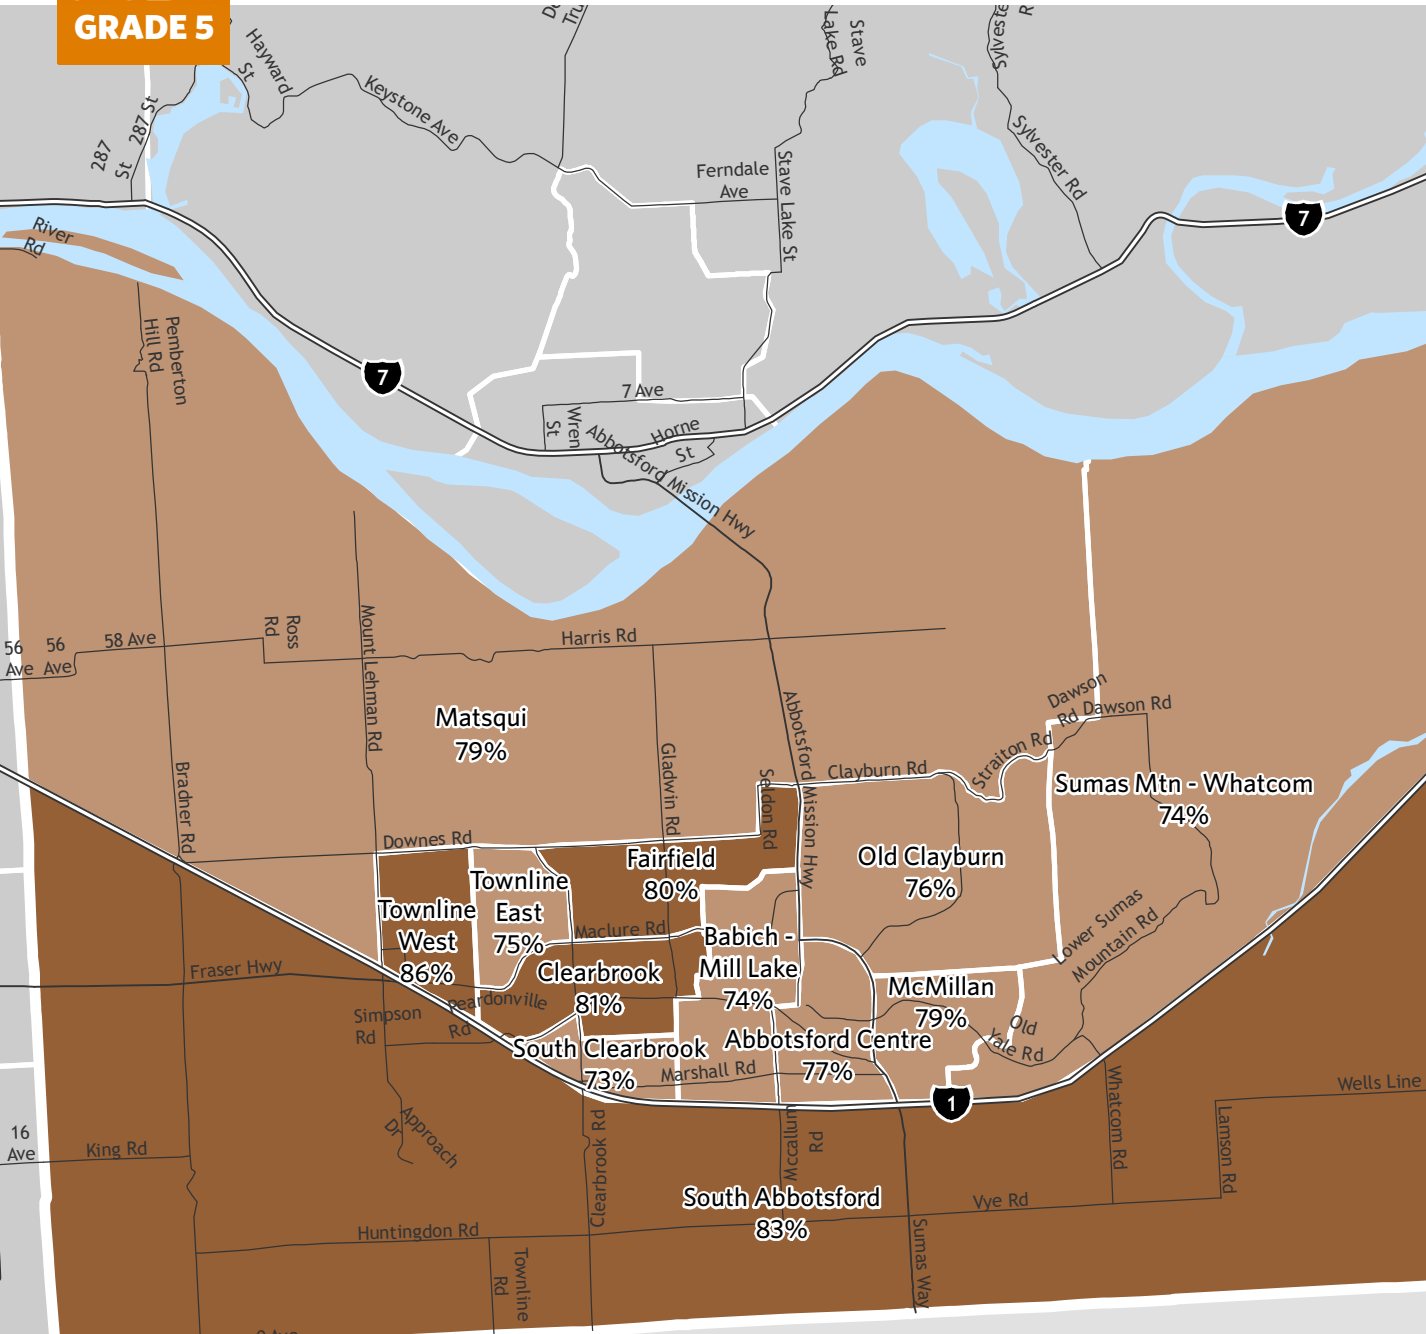 GRADE 5
Hayward
St
Keystone Ave
287 St
287
St
Stave
Lake Rd
Sylvester Rd
Ferndale
Ave
Stave Lake St
River
Rd
7
7
Pemberton
Hill Rd
7 Ave
Wren
St
Horne
St
Abbotsford Mission Hwy
56
Ave
56
Ave
58 Ave
Ross
Rd
Mount Lehman Rd
Harris Rd
Matsqui
79%
Gladwin Rd
Abbotsford Mission Hwy
Dawson
Rd
Dawson Rd
Straiton Rd
Clayburn Rd
Seldon Rd
Bradner Rd
Sumas Mtn - Whatcom
74%
Downes Rd
Fairfield
80%
Old Clayburn
76%
Townline
East
75%
Townline
West
86%
Maclure Rd
Babich -
Mill Lake
74%
Lower Sumas
Mountain Rd
Fraser Hwy
Clearbrook
81%
McMillan
79%
Peardonville
Rd
Simpson
Rd
Old
Yale Rd
South Clearbrook
73%
Abbotsford Centre
77%
Marshall Rd
1
Wells Line
16
Ave
King Rd
Approach
Dr
Clearbrook Rd
Mccallum
Rd
Whatcom Rd
Lamson Rd
South Abbotsford
83%
Vye Rd
Huntingdon Rd
Townline
Rd
Sumas Way